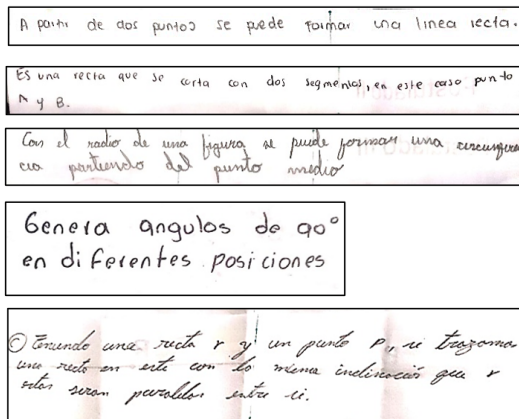 A partir de dos puntos se puede formar una linea recta.
Es una recta que se corta con dos segmentos, en este caso punto
A y B.
Con el radio de una figura se puede formar una circunferen
cia partiendo del punto medio
Genera angulos de 90°
en diferentes posiciones
© Teniendo una recta r y un punto P, si trazamos
una recta en este con la misma inclinación que r
estas seran paralelas entre si.